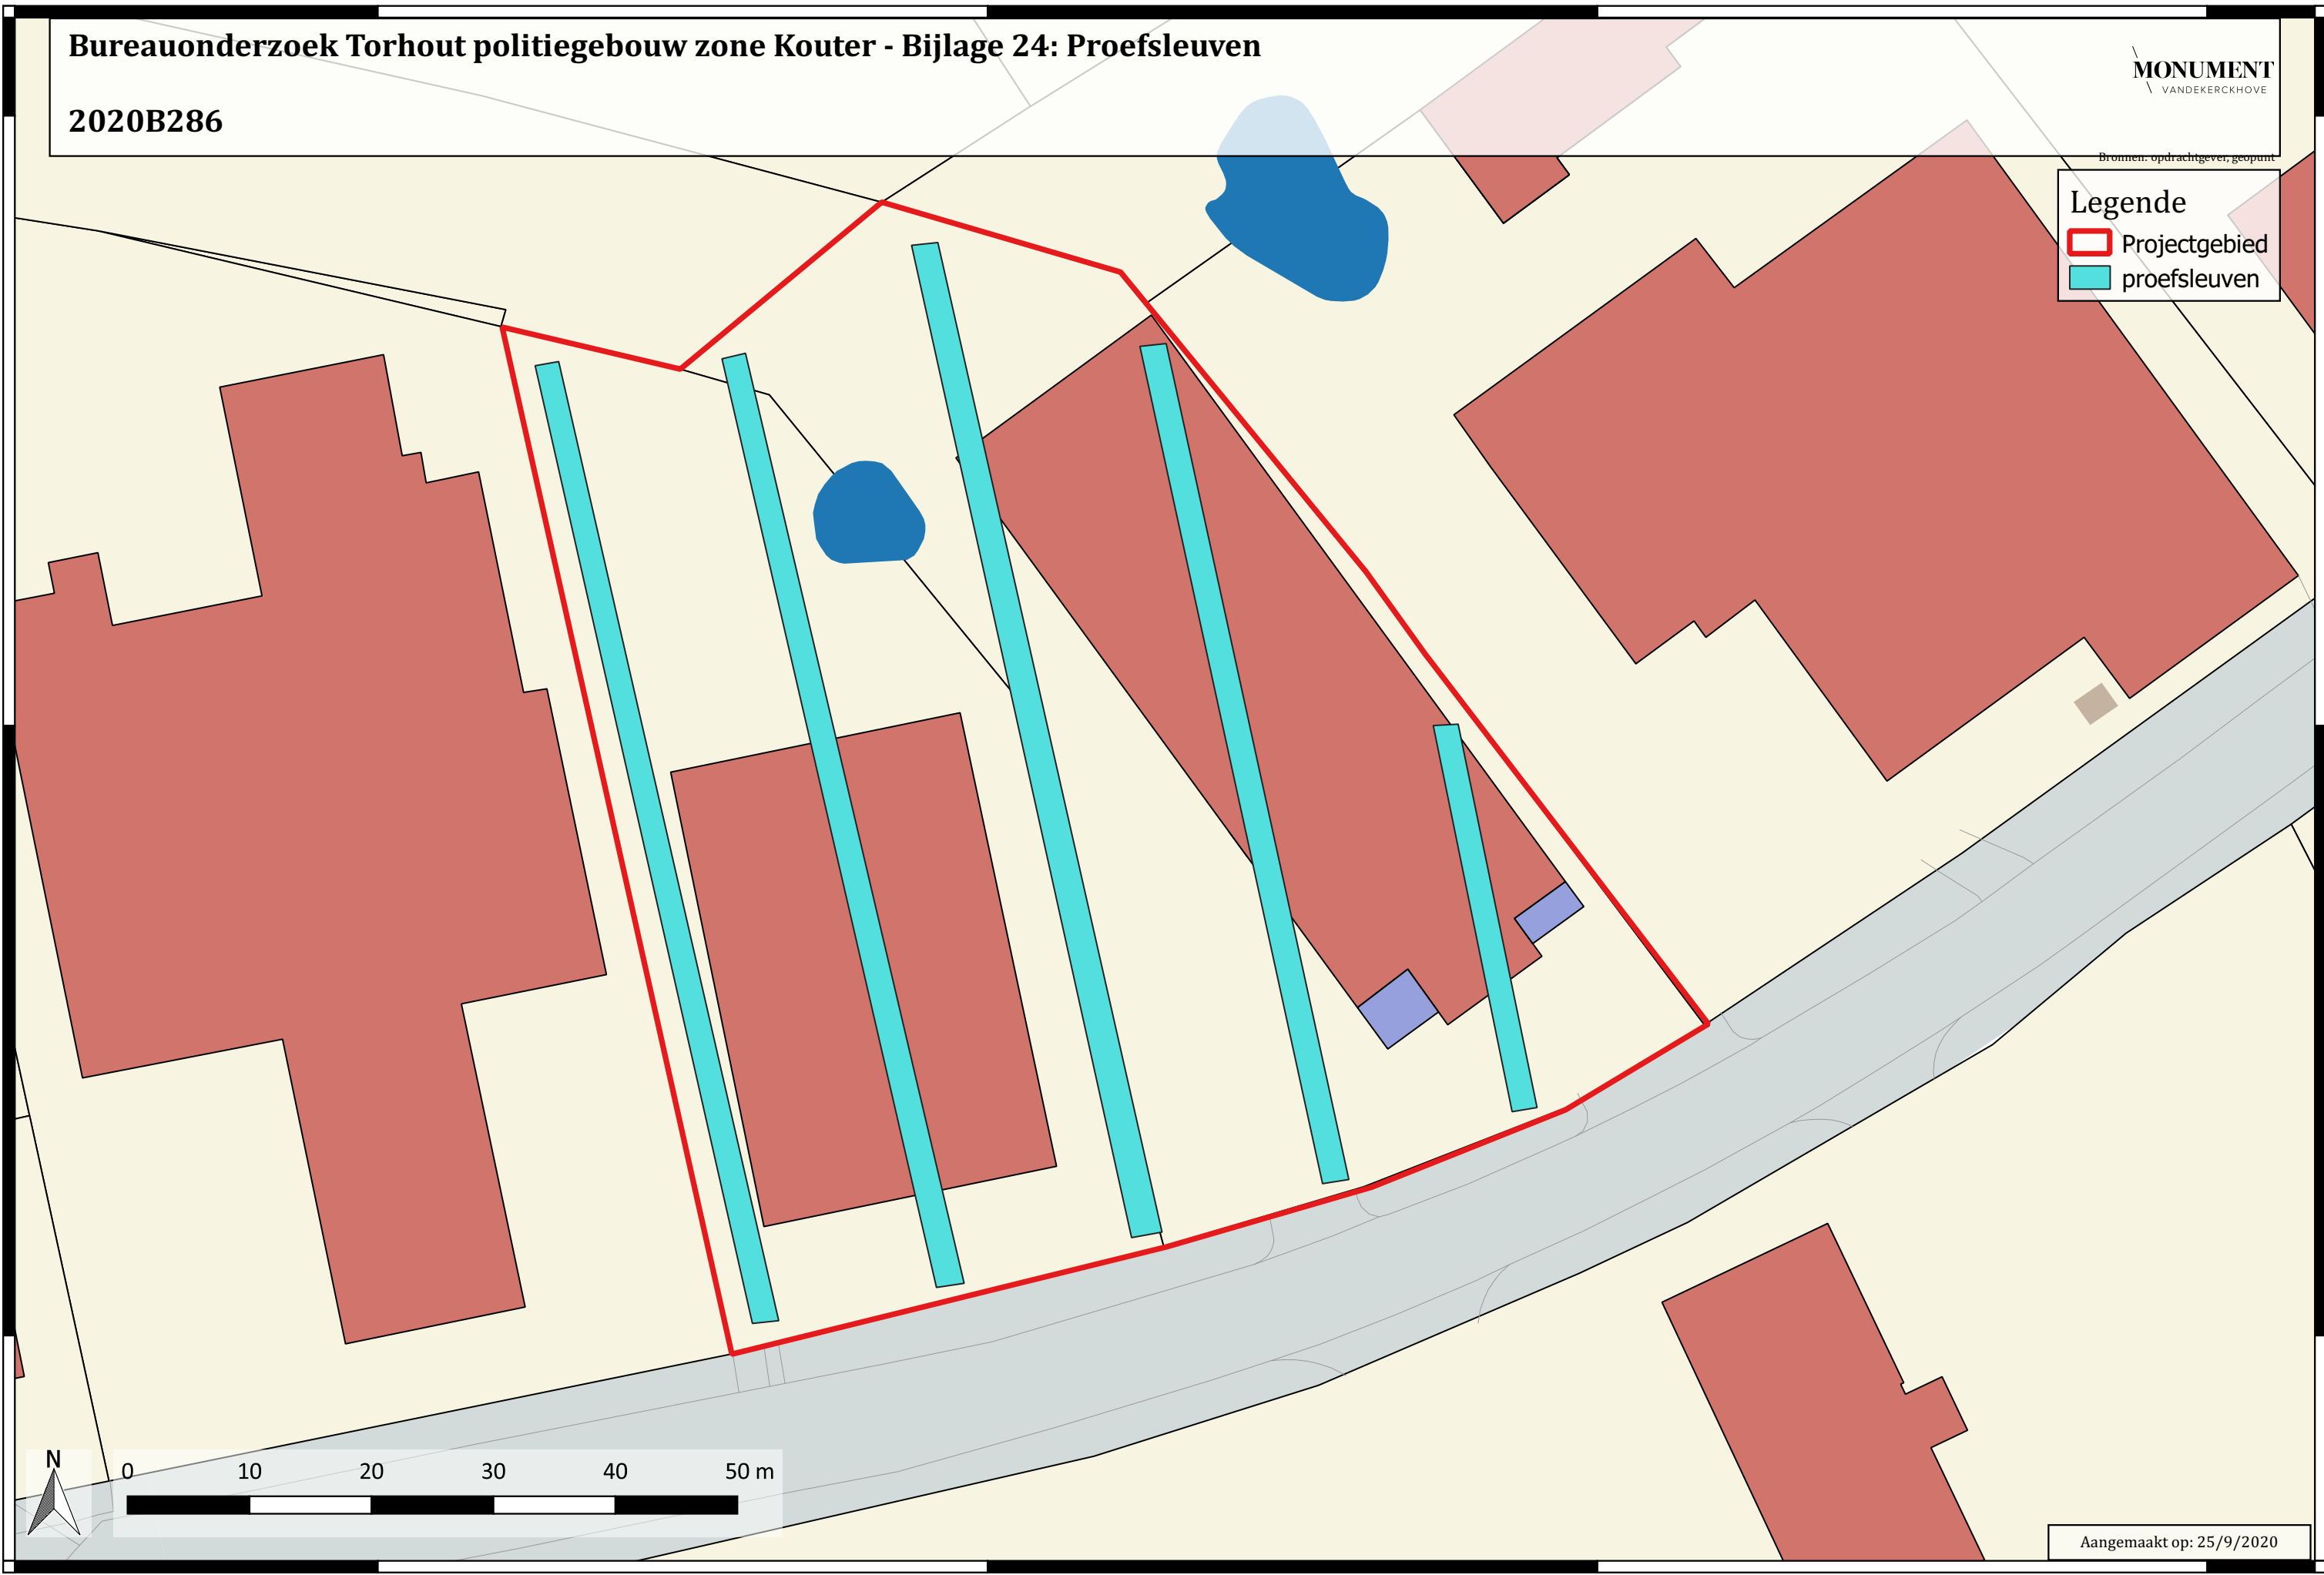 Bureauonderzoek Torhout politiegebouw zone Kouter - Bijlage 24: Proefsleuven
2020B286
MONUMENT
VANDEKERCKHOVE
Bronnen: opdrachtgever, geopunt
Legende
Projectgebied
proefsleuven
N
0 10 20 30 40 50 m
Aangemaakt op: 25/9/2020